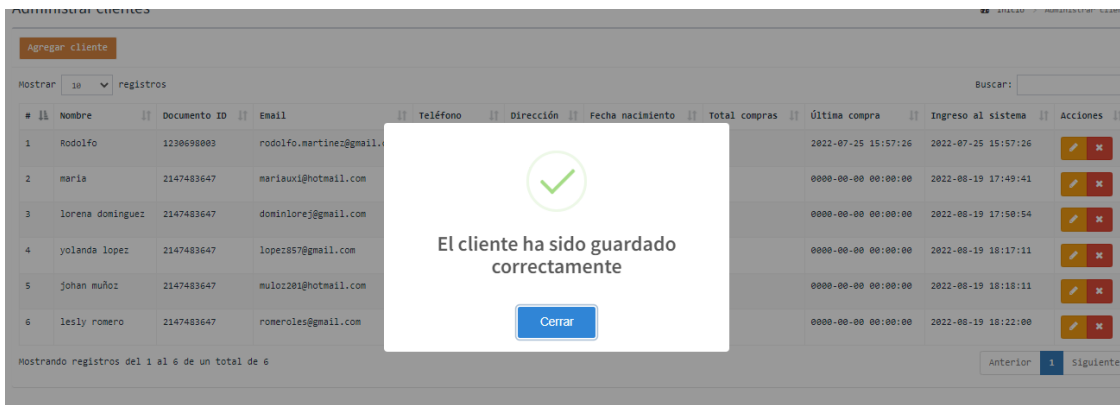 Administrar clientes
Inicio > Administrar clien
Agregar cliente
Mostrar 10 registros
Buscar:
# Nombre Documento ID Email Teléfono Dirección Fecha nacimiento Total compras Última compra Ingreso al sistema Acciones
1 Rodolfo 1230698003 rodolfo.martinez@gmail. 2022-07-25 15:57:26 2022-07-25 15:57:26
2 maria 2147483647 mariauxi@hotmail.com 0000-00-00 00:00:00 2022-08-19 17:49:41
3 lorena dominguez 2147483647 dominlorej@gmail.com 0000-00-00 00:00:00 2022-08-19 17:50:54
4 yolanda lopez 2147483647 lopez857@gmail.com 0000-00-00 00:00:00 2022-08-19 18:17:11
5 johan muñoz 2147483647 muloz201@hotmail.com 0000-00-00 00:00:00 2022-08-19 18:18:11
6 lesly romero 2147483647 romeroles@gmail.com 0000-00-00 00:00:00 2022-08-19 18:22:00
El cliente ha sido guardado
correctamente
Cerrar
Mostrando registros del 1 al 6 de un total de 6
Anterior 1 Siguiente